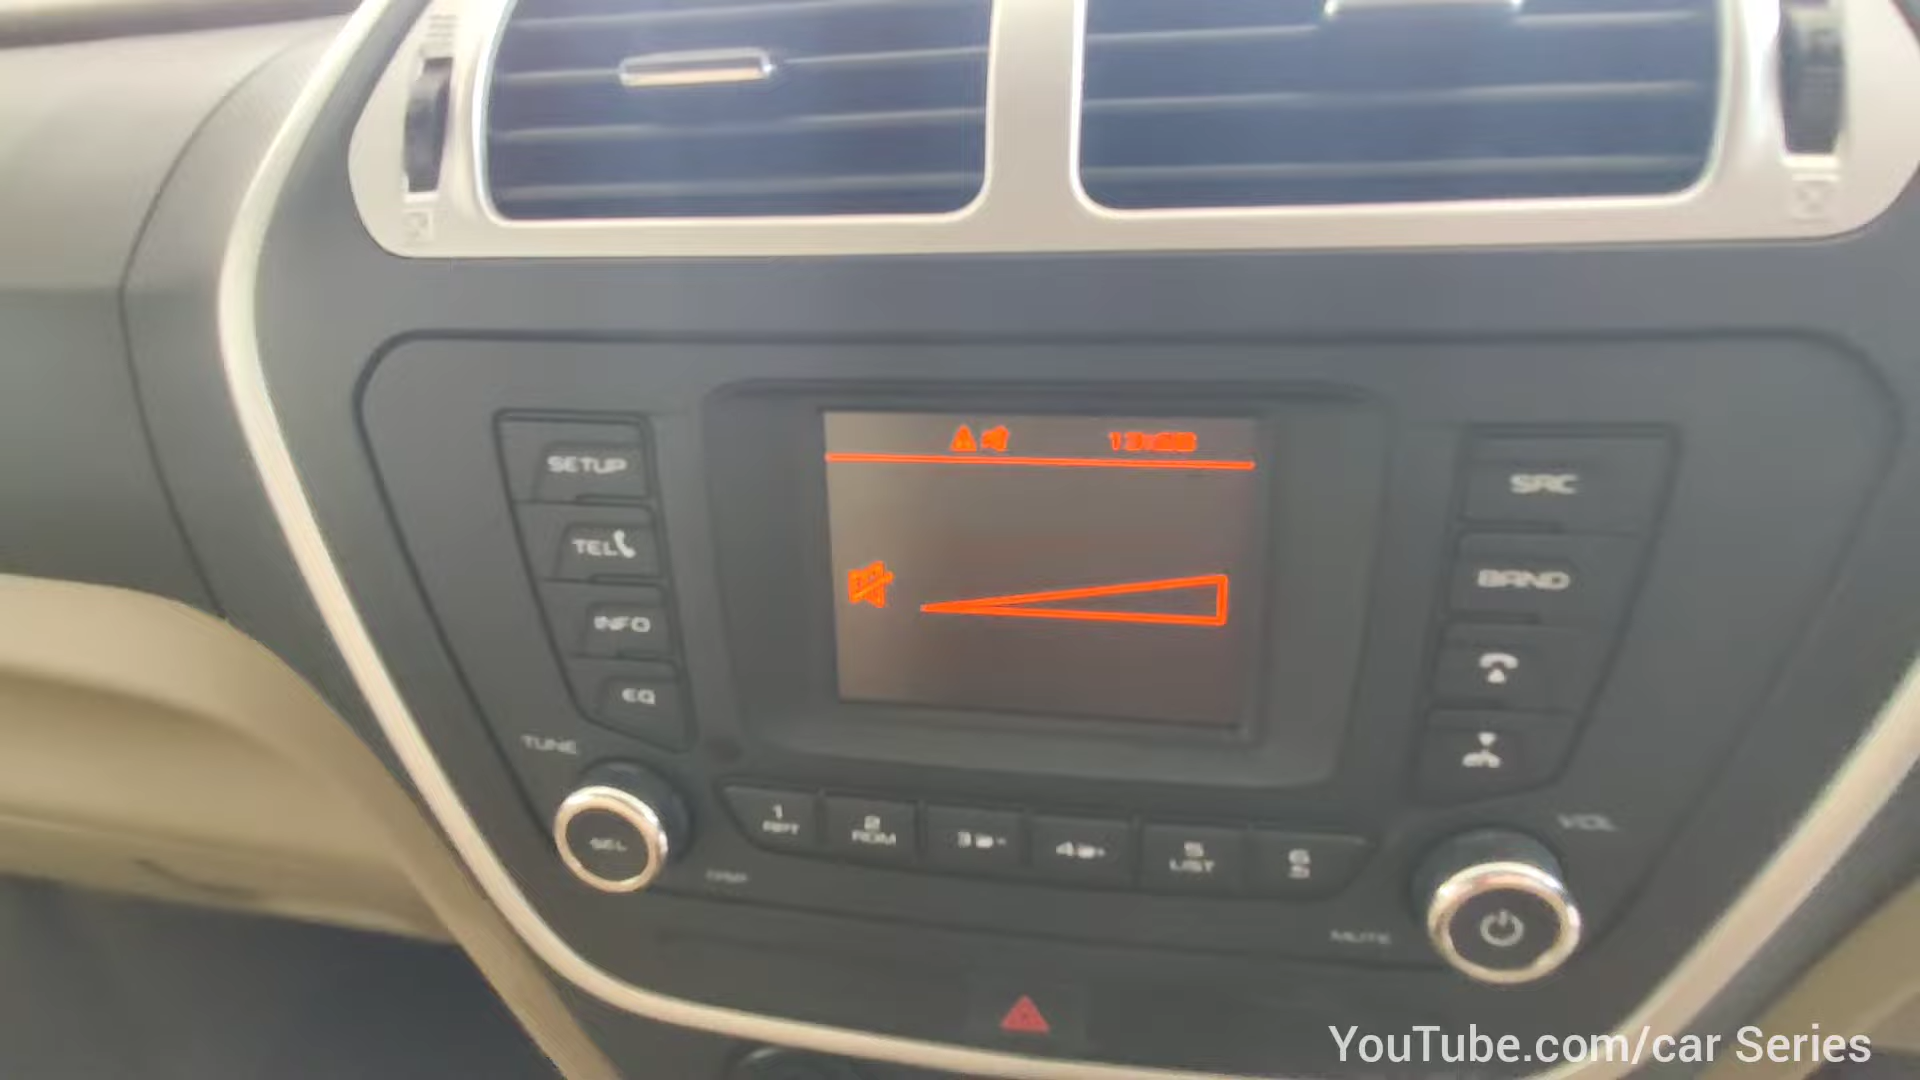 SETUP
TEL
INFO
EQ
TUNE
SEL
DISP
SRC
BAND
VOL
MUTE
1
RPT
2
RDM
3
4
5
LIST
6
YouTube.com/car Series